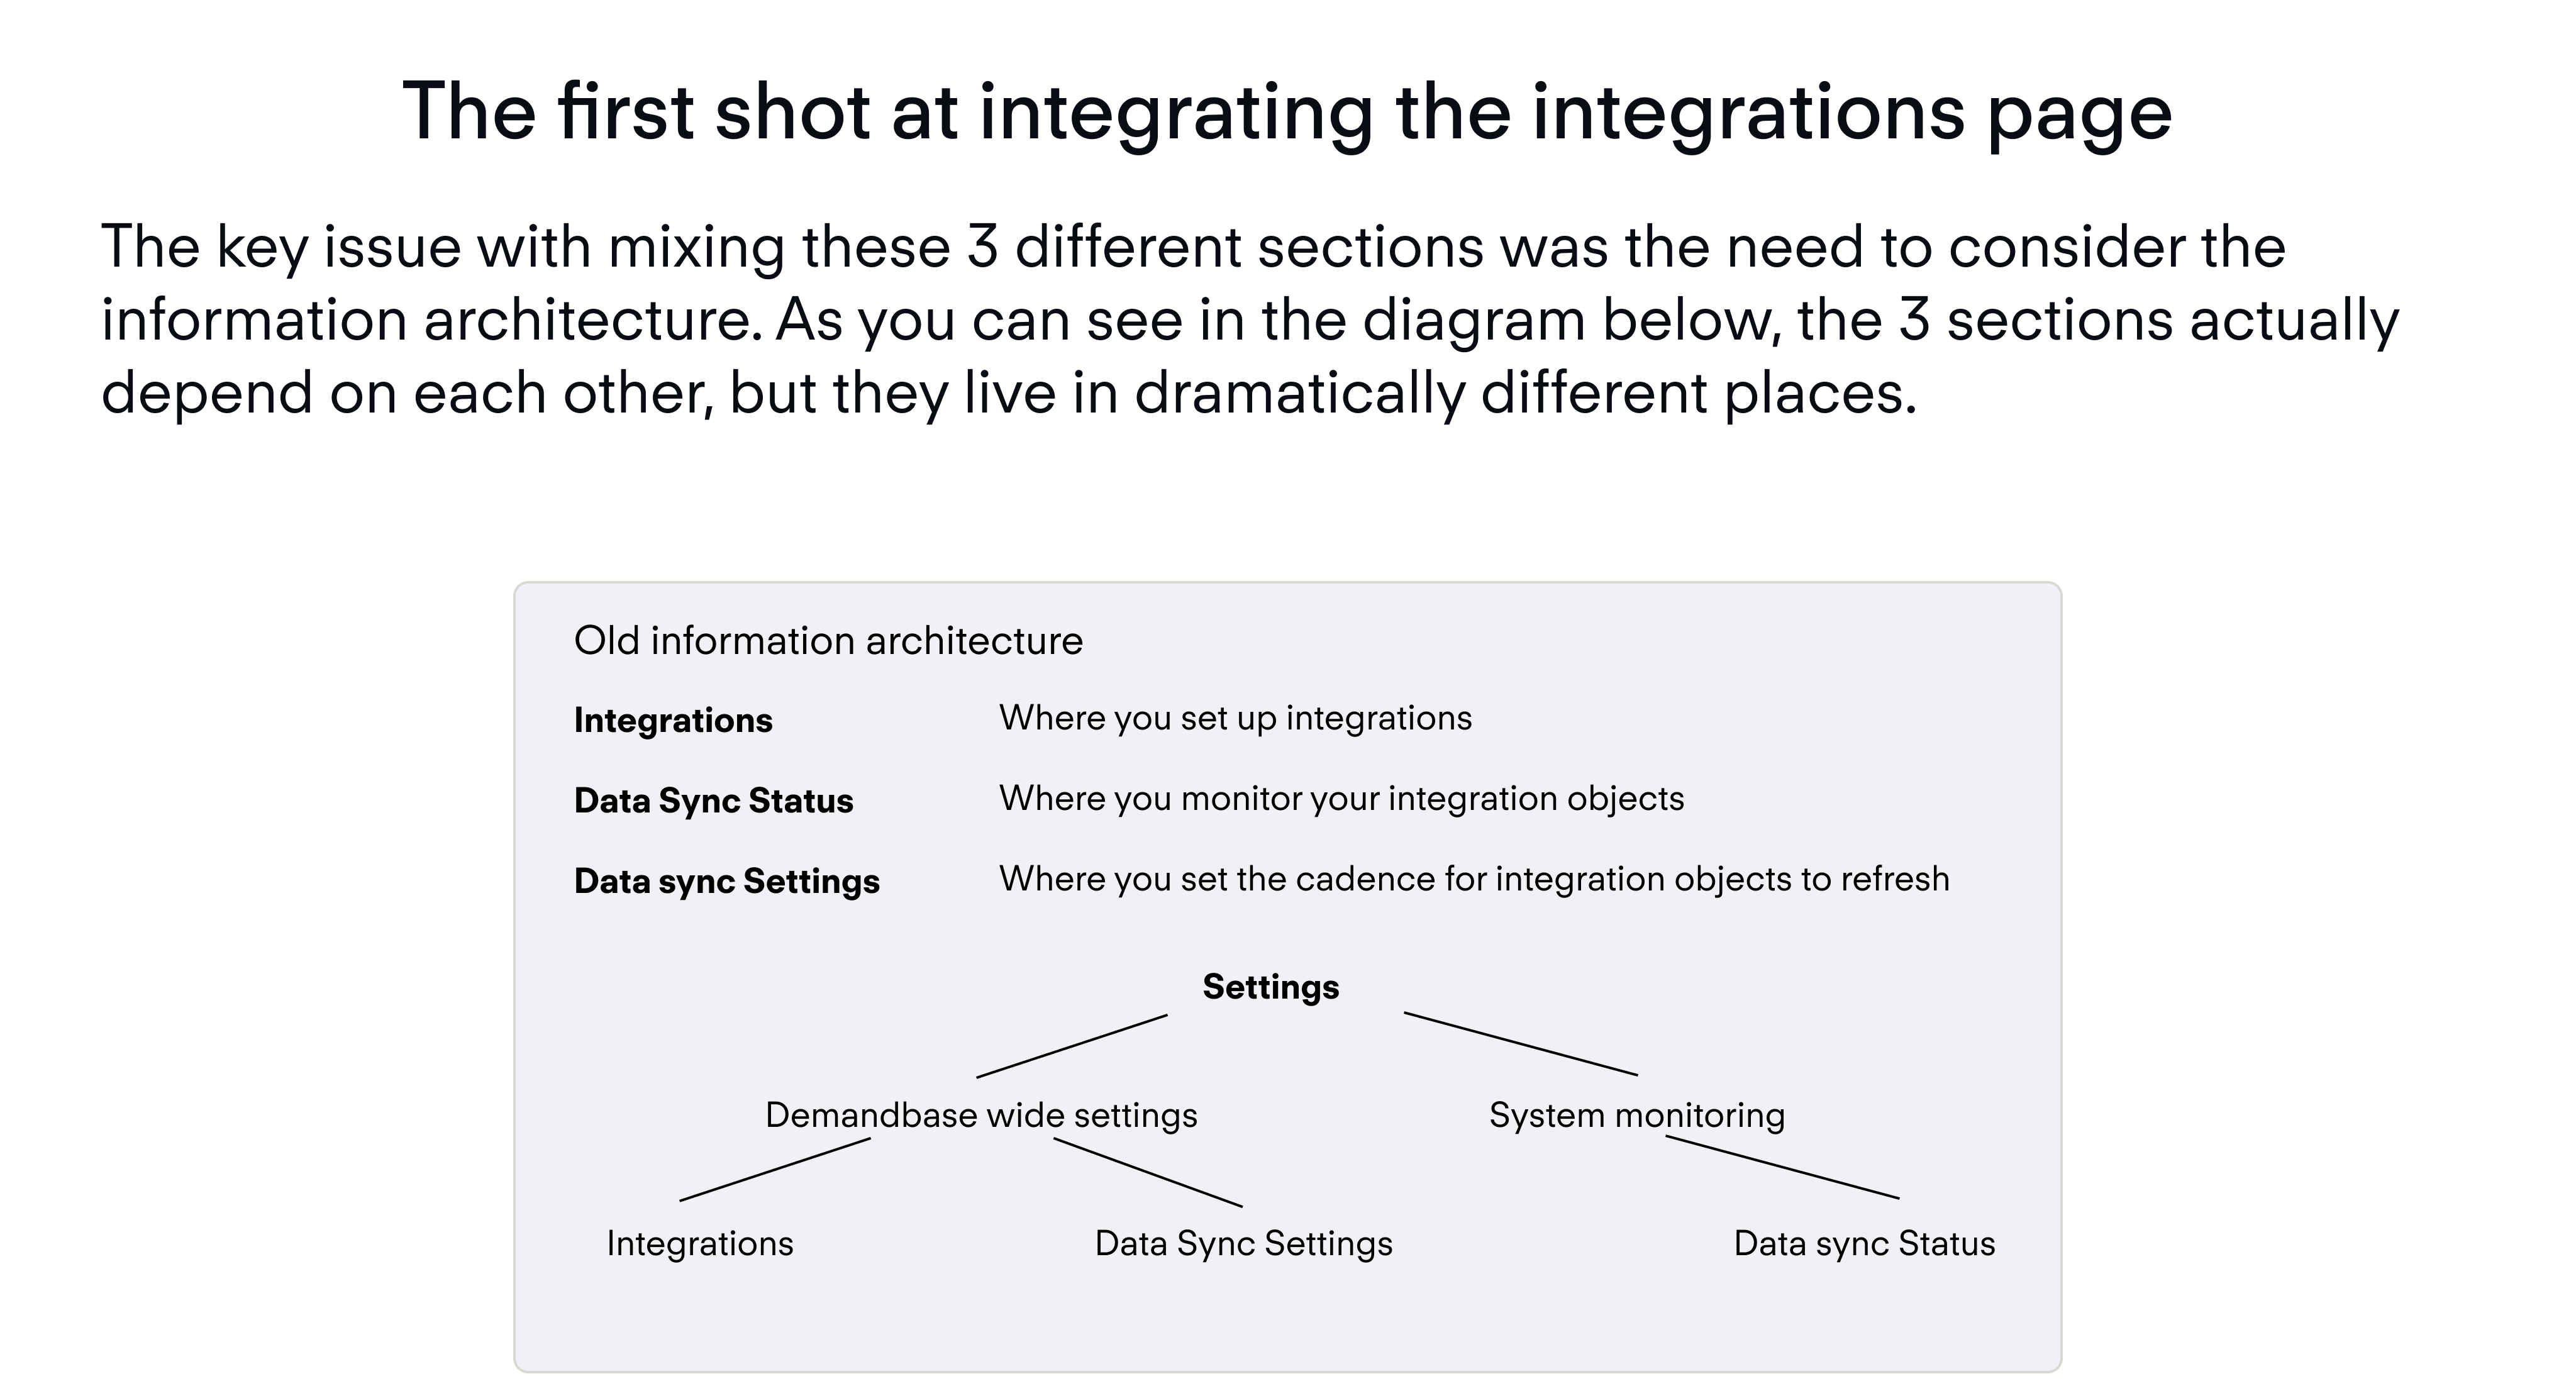 The first shot at integrating the integrations page
The key issue with mixing these 3 different sections was the need to consider the
information architecture. As you can see in the diagram below, the 3 sections actually
depend on each other, but they live in dramatically different places.
Old information architecture
Integrations Where you set up integrations
Data Sync Status Where you monitor your integration objects
Data sync Settings Where you set the cadence for integration objects to refresh
Settings
Demandbase wide settings System monitoring
Integrations Data Sync Settings Data sync Status